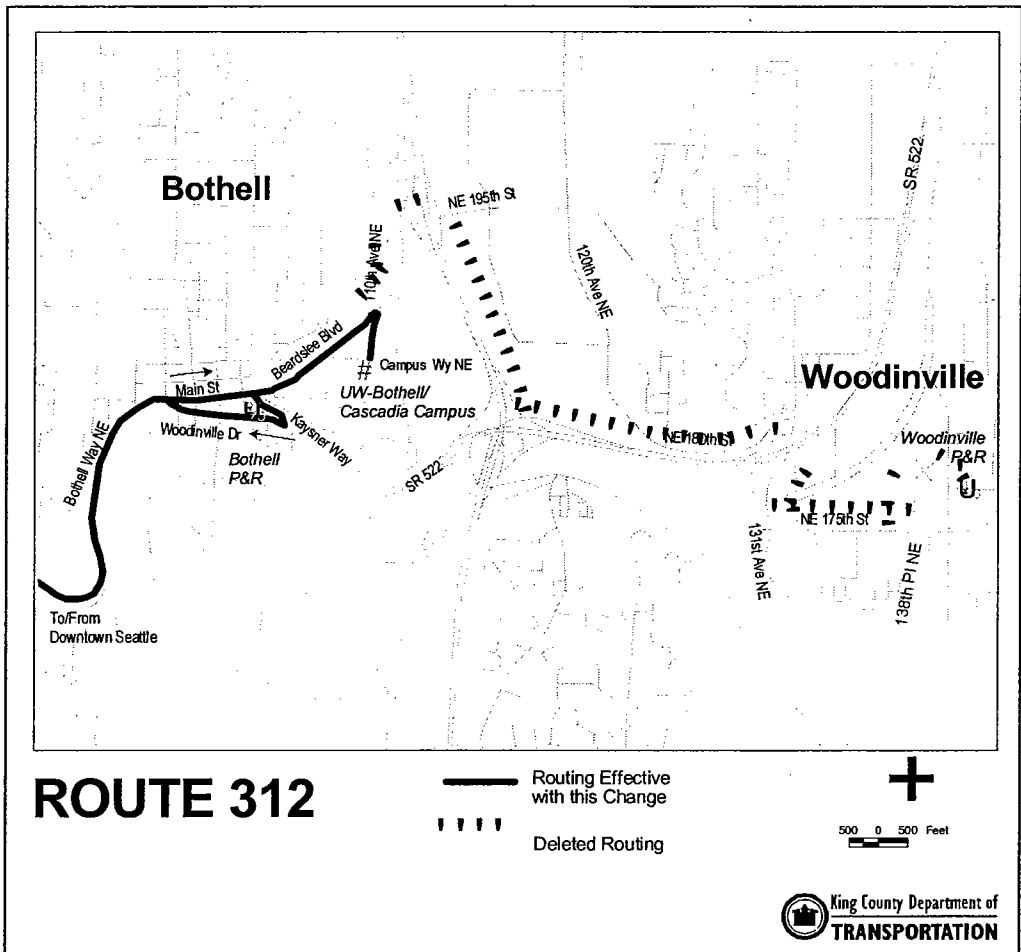 Bothell
SR 522
NE 195th St
110th Ave NE
120th Ave NE
Beardslee Blvd
Campus Wy NE
UW-Bothell/
Cascadia Campus
Main St
Woodinville Dr
Kaysner Way
Bothell
P&R
Bothell Way NE
SR 522
NE 180th St
Woodinville
Woodinville
P&R
NE 175th St
131st Ave NE
138th Pl NE
To/From
Downtown Seattle
ROUTE 312
Routing Effective
with this Change
Deleted Routing
500 0 500 Feet
King County Department of
TRANSPORTATION